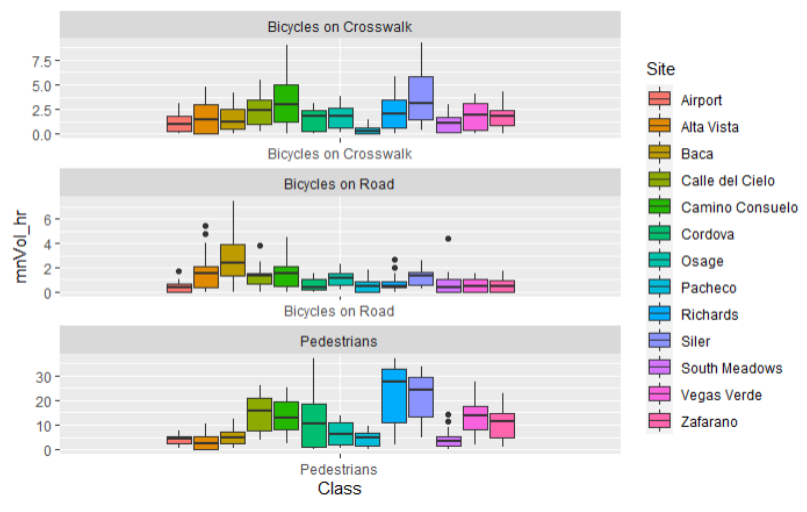 Bicycles on Crosswalk
7.5
5.0
2.5
0.0
Bicycles on Crosswalk
Bicycles on Road
6
4
2
0
Bicycles on Road
Pedestrians
30
20
10
0
Pedestrians
Class
mnVol_hr
Site
Airport
Alta Vista
Baca
Calle del Cielo
Camino Consuelo
Cordova
Osage
Pacheco
Richards
Siler
South Meadows
Vegas Verde
Zafarano